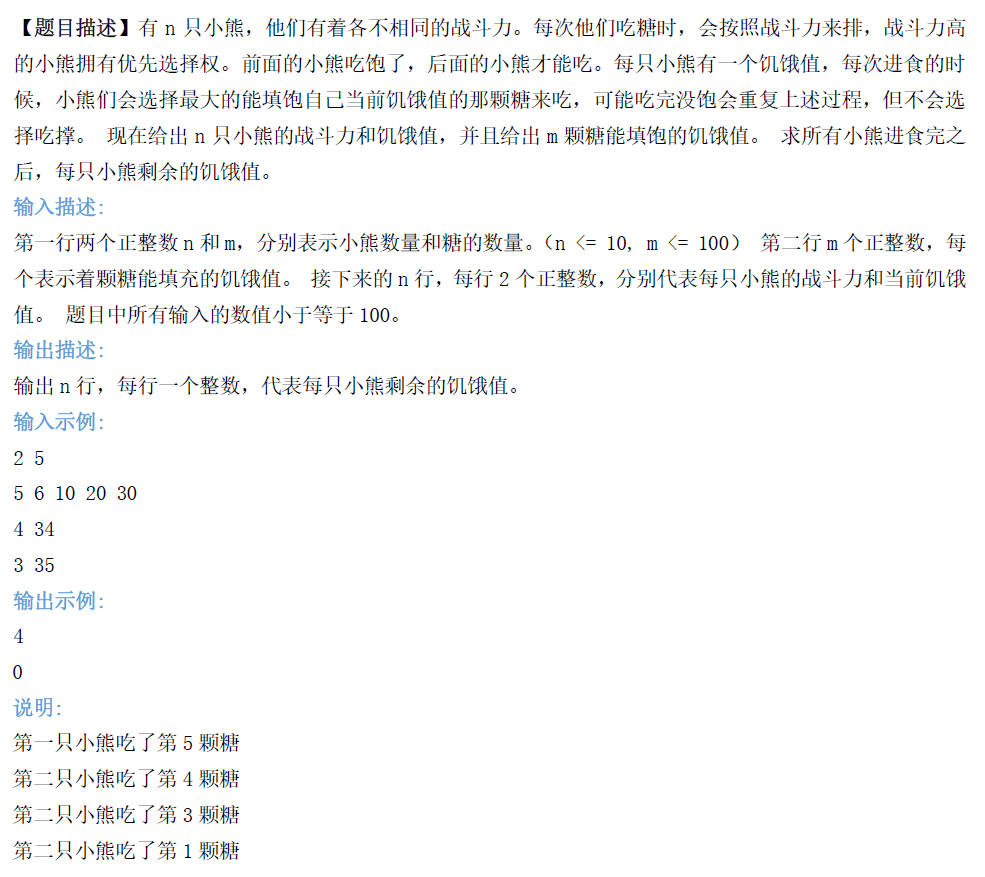 【题目描述】有 n 只小熊，他们有着各不相同的战斗力。每次他们吃糖时，会按照战斗力来排，战斗力高
的小熊拥有优先选择权。前面的小熊吃饱了，后面的小熊才能吃。每只小熊有一个饥饿值，每次进食的时
候，小熊们会选择最大的能填饱自己当前饥饿值的那颗糖来吃，可能吃完没饱会重复上述过程，但不会选
择吃撑。 现在给出 n 只小熊的战斗力和饥饿值，并且给出 m 颗糖能填饱的饥饿值。 求所有小熊进食完之
后，每只小熊剩余的饥饿值。
输入描述:
第一行两个正整数 n 和 m，分别表示小熊数量和糖的数量。（n <= 10, m <= 100） 第二行 m 个正整数，每
个表示着颗糖能填充的饥饿值。 接下来的 n 行，每行 2 个正整数，分别代表每只小熊的战斗力和当前饥饿
值。 题目中所有输入的数值小于等于 100。
输出描述:
输出 n 行，每行一个整数，代表每只小熊剩余的饥饿值。
输入示例:
2 5
5 6 10 20 30
4 34
3 35
输出示例:
4
0
说明:
第一只小熊吃了第 5 颗糖
第二只小熊吃了第 4 颗糖
第二只小熊吃了第 3 颗糖
第二只小熊吃了第 1 颗糖